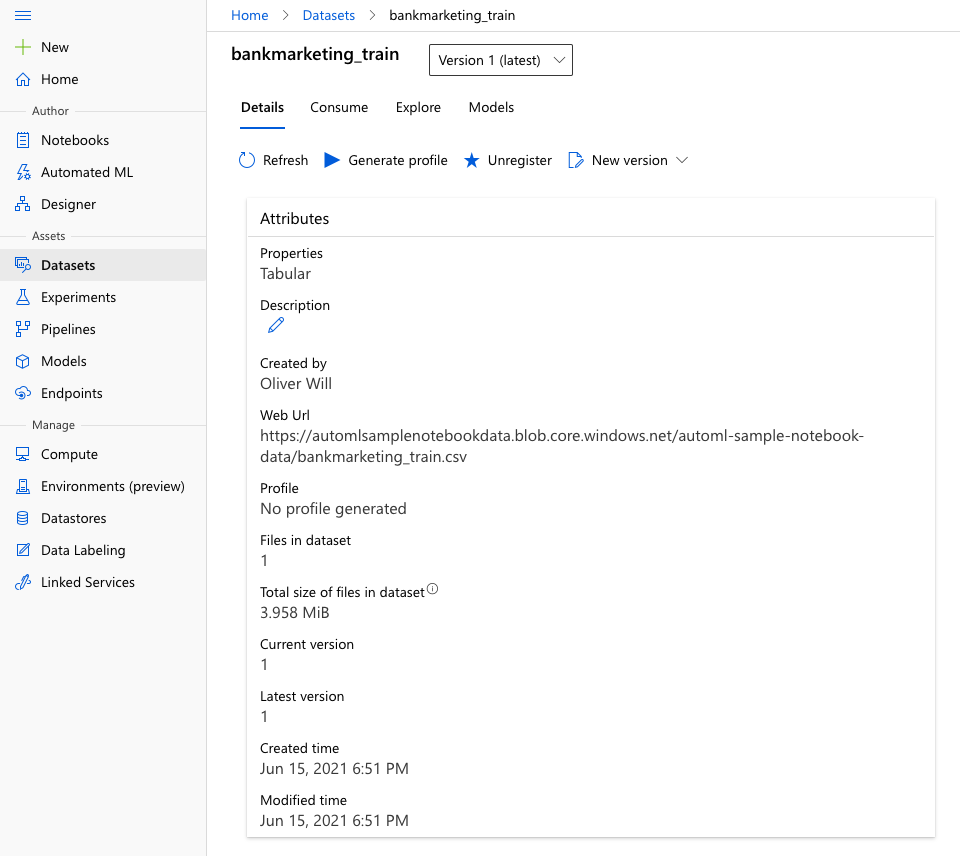 New
Home
Author
Notebooks
Automated ML
Designer
Assets
Datasets
Experiments
Pipelines
Models
Endpoints
Manage
Compute
Environments (preview)
Datastores
Data Labeling
Linked Services
Home > Datasets > bankmarketing_train
bankmarketing_train
Version 1 (latest)
Details Consume Explore Models
Refresh Generate profile Unregister New version
Attributes
Properties
Tabular
Description
Created by
Oliver Will
Web Url
https://automlsamplenotebookdata.blob.core.windows.net/automl-sample-notebook-
data/bankmarketing_train.csv
Profile
No profile generated
Files in dataset
1
Total size of files in dataset
3.958 MiB
Current version
1
Latest version
1
Created time
Jun 15, 2021 6:51 PM
Modified time
Jun 15, 2021 6:51 PM